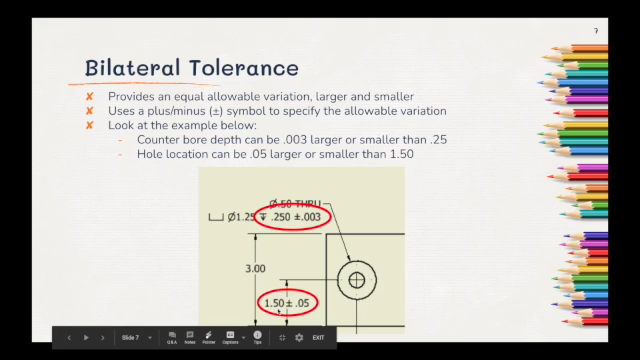 7
Bilateral Tolerance
✘ Provides an equal allowable variation, larger and smaller
✘ Uses a plus/minus (±) symbol to specify the allowable variation
✘ Look at the example below:
- Counter bore depth can be .003 larger or smaller than .25
- Hole location can be .05 larger or smaller than 1.50
Ø.50 THRU
⌴ Ø1.25 ↧ .250 ±.003
3.00
1.50 ± .05
Slide 7
Q&A Notes Pointer Captions Tips EXIT